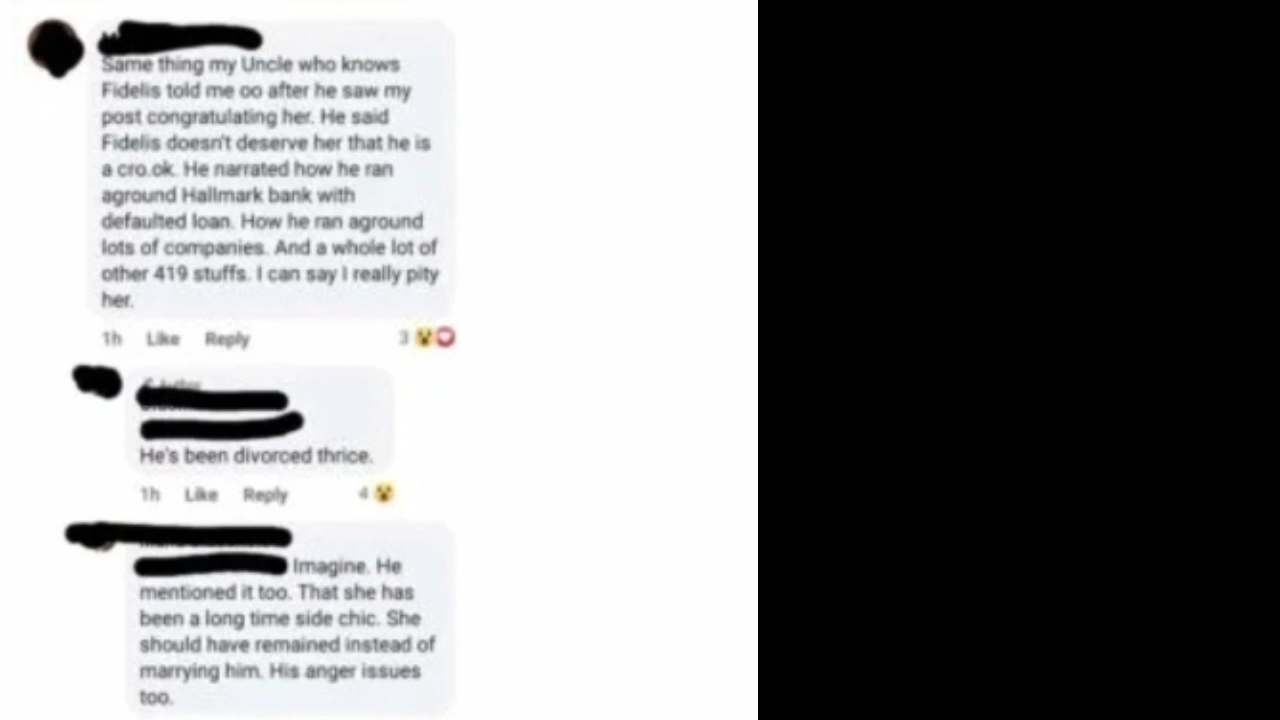 Same thing my Uncle who knows
Fidelis told me oo after he saw my
post congratulating her. He said
Fidelis doesn't deserve her that he is
a cro.ok. He narrated how he ran
aground Hallmark bank with
defaulted loan. How he ran aground
lots of companies. And a whole lot of
other 419 stuffs. I can say I really pity
her.
1h Like Reply 3
He's been divorced thrice.
1h Like Reply 4
Imagine. He
mentioned it too. That she has
been a long time side chic. She
should have remained instead of
marrying him. His anger issues
too.